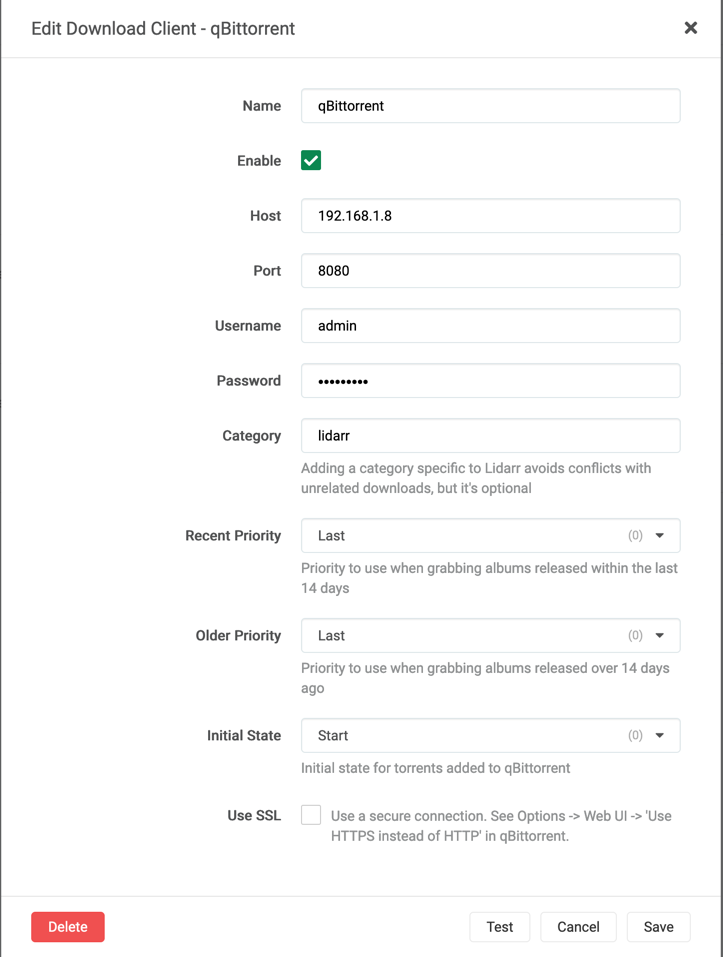 Edit Download Client - qBittorrent
Name
qBittorrent
Enable
Host
192.168.1.8
Port
8080
Username
admin
Password
•••••••••
Category
lidarr
Adding a category specific to Lidarr avoids conflicts with
unrelated downloads, but it's optional
Recent Priority
Last (0)
Priority to use when grabbing albums released within the last
14 days
Older Priority
Last (0)
Priority to use when grabbing albums released over 14 days
ago
Initial State
Start (0)
Initial state for torrents added to qBittorrent
Use SSL
Use a secure connection. See Options -> Web UI -> 'Use
HTTPS instead of HTTP' in qBittorrent.
Delete
Test
Cancel
Save